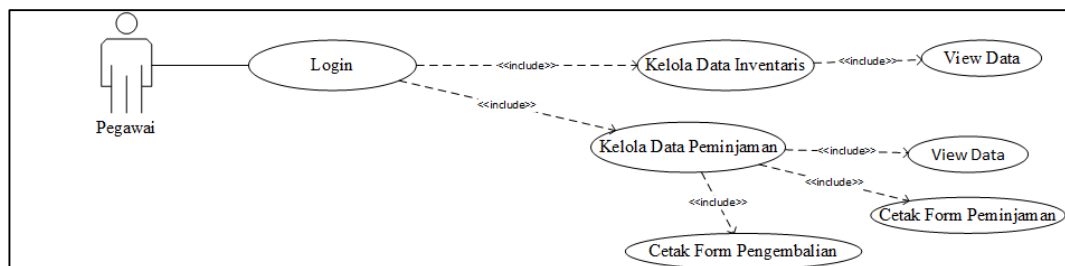 Pegawai
Login
<<include>>
Kelola Data Inventaris
<<include>>
View Data
<<include>>
Kelola Data Peminjaman
<<include>>
View Data
<<include>>
Cetak Form Peminjaman
<<include>>
Cetak Form Pengembalian